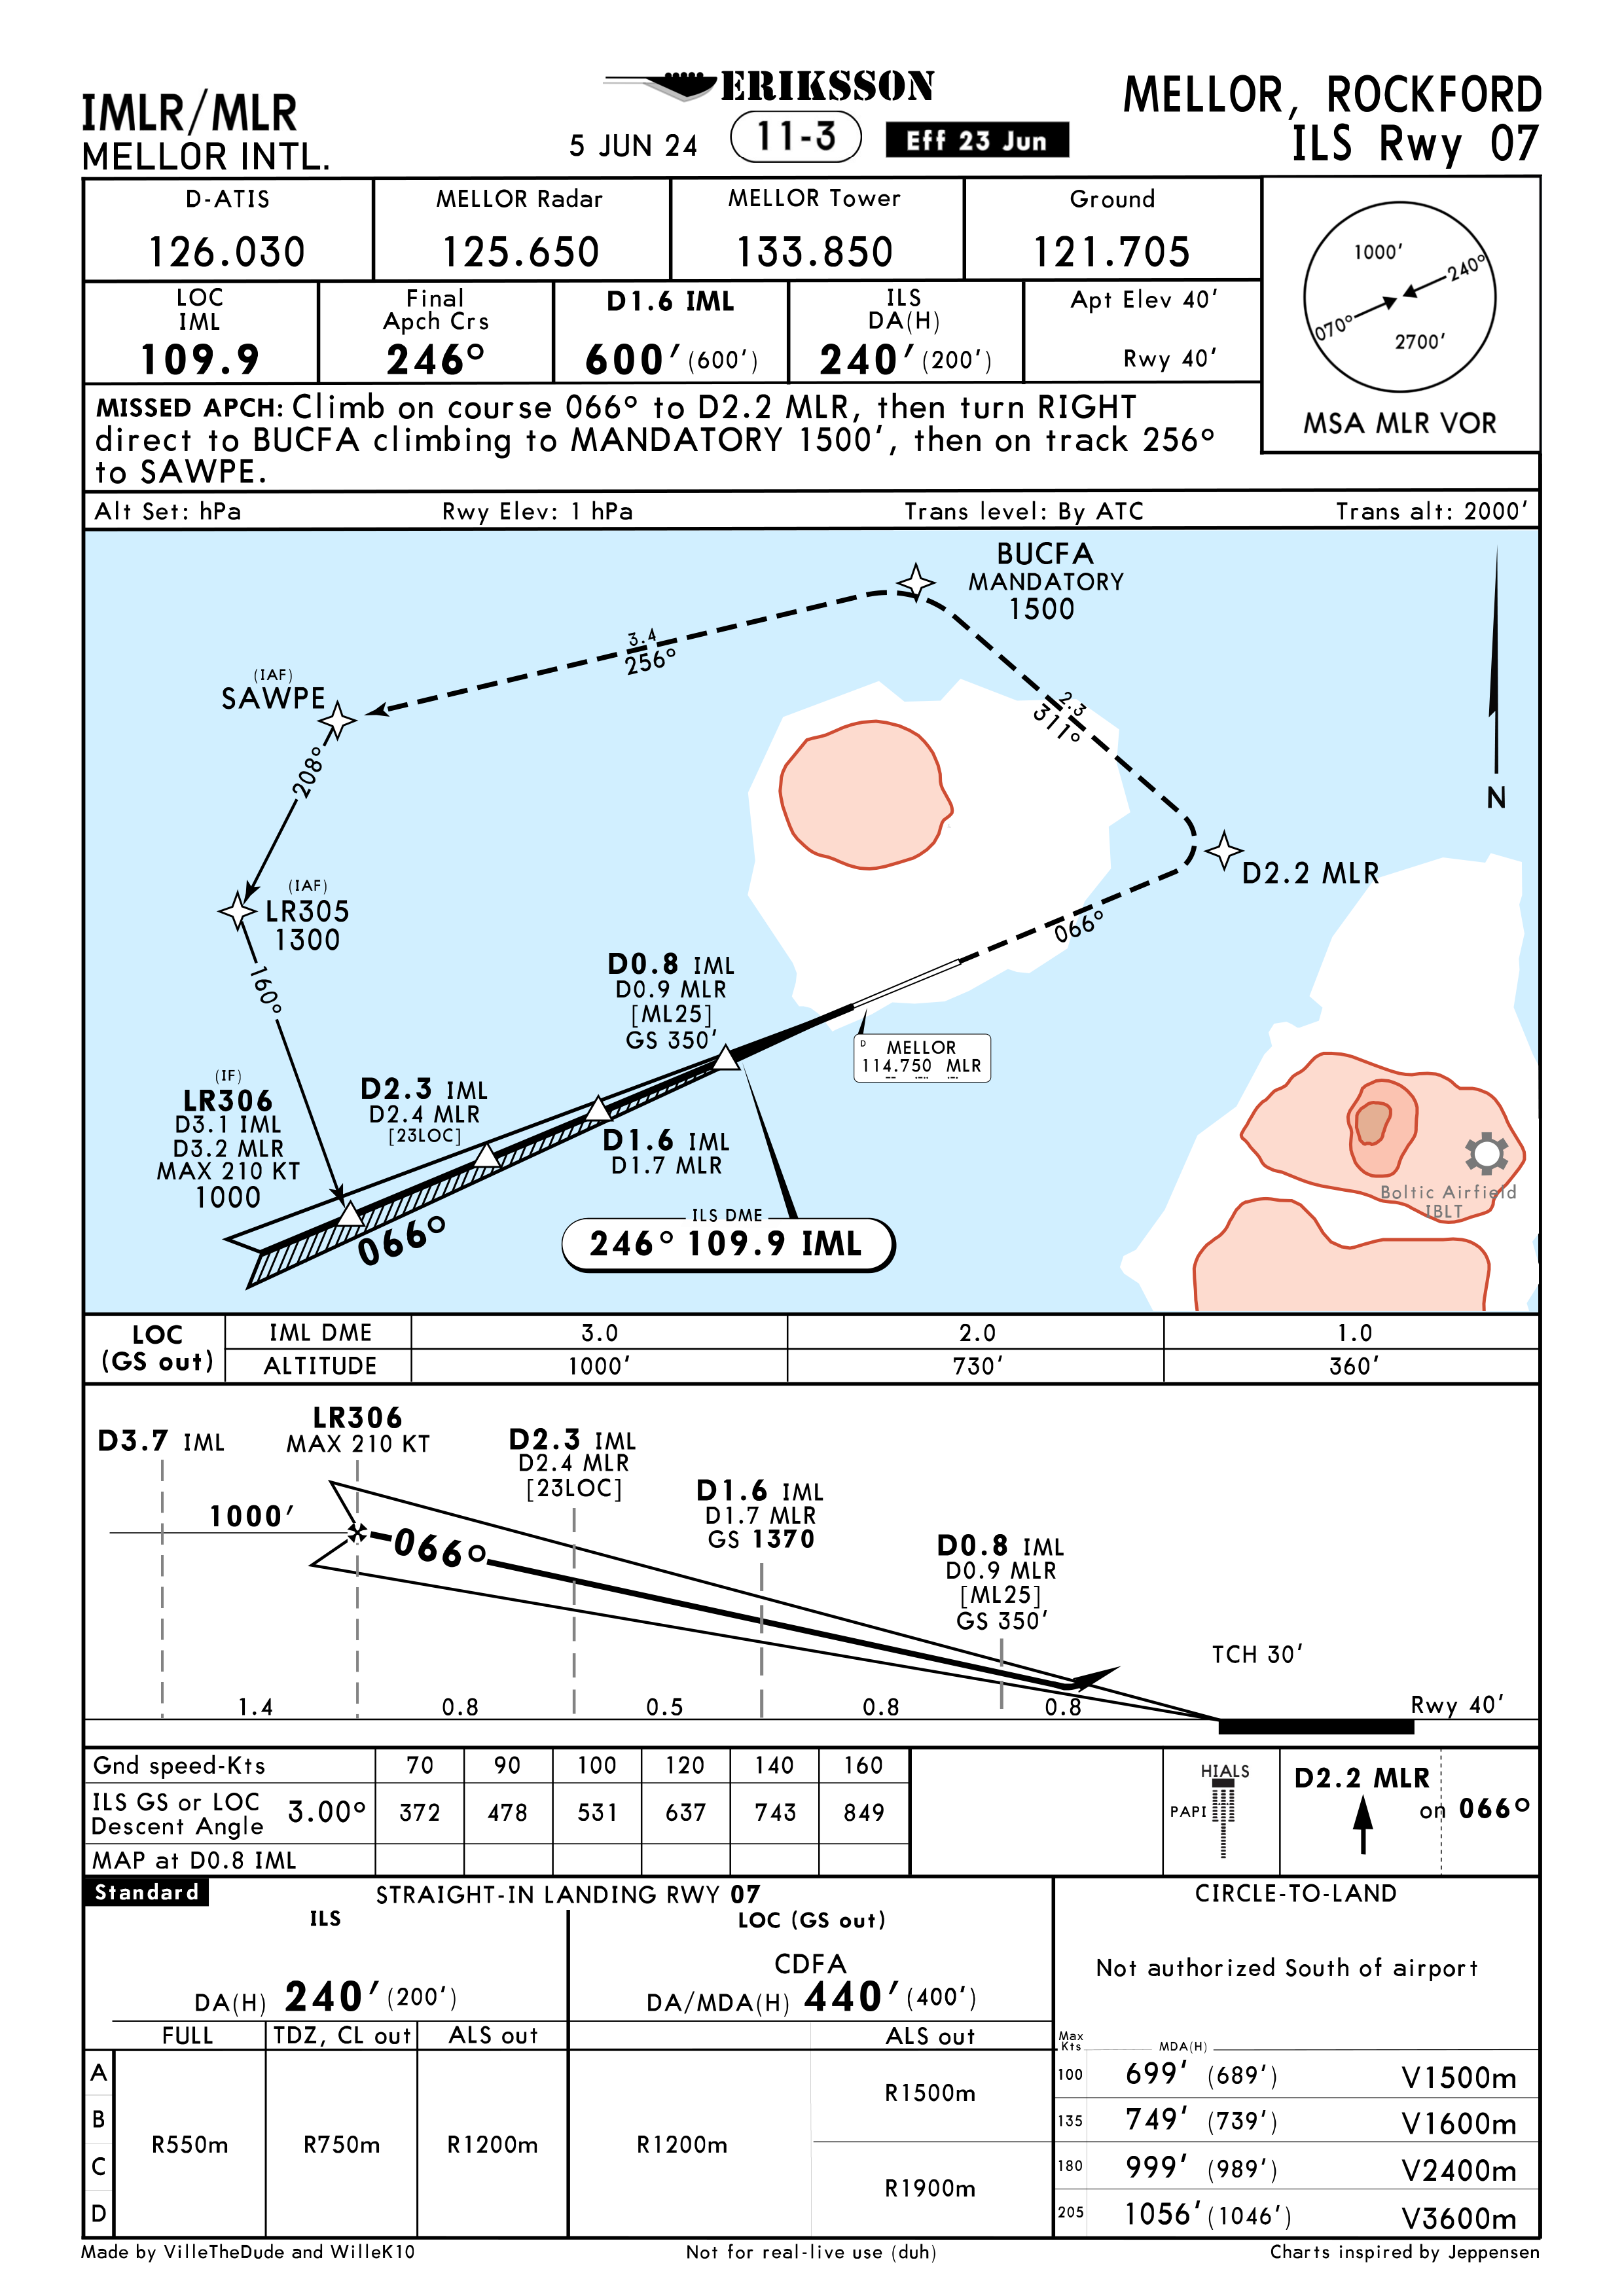 IMLR/MLR
MELLOR INTL.
ERIKSSON
5 JUN 24
11-3
Eff 23 Jun
MELLOR, ROCKFORD
ILS Rwy 07
D-ATIS
126.030
MELLOR Radar
125.650
MELLOR Tower
133.850
Ground
121.705
LOC
IML
109.9
Final
Apch Crs
246°
D1.6 IML
600' (600')
ILS
DA(H)
240' (200')
Apt Elev 40'
Rwy 40'
1000'
240°
070°
2700'
MSA MLR VOR
MISSED APCH: Climb on course 066° to D2.2 MLR, then turn RIGHT
direct to BUCFA climbing to MANDATORY 1500', then on track 256°
to SAWPE.
Alt Set: hPa
Rwy Elev: 1 hPa
Trans level: By ATC
Trans alt: 2000'
BUCFA
MANDATORY
1500
3.4
256°
(IAF)
SAWPE
2.3
311°
208°
N
D2.2 MLR
(IAF)
LR305
1300
066°
160°
D0.8 IML
D0.9 MLR
[ML25]
GS 350'
D MELLOR
114.750 MLR
(IF)
LR306
D3.1 IML
D3.2 MLR
MAX 210 KT
1000
D2.3 IML
D2.4 MLR
[23LOC]
D1.6 IML
D1.7 MLR
066°
ILS DME
246° 109.9 IML
Boltic Airfield
IBLT
LOC
(GS out)
IML DME
3.0
2.0
1.0
ALTITUDE
1000'
730'
360'
D3.7 IML
LR306
MAX 210 KT
D2.3 IML
D2.4 MLR
[23LOC]
D1.6 IML
D1.7 MLR
GS 1370
D0.8 IML
D0.9 MLR
[ML25]
GS 350'
1000'
066°
TCH 30'
1.4
0.8
0.5
0.8
0.8
Rwy 40'
Gnd speed-Kts
70
90
100
120
140
160
ILS GS or LOC
Descent Angle
3.00°
372
478
531
637
743
849
MAP at D0.8 IML
HIALS
PAPI
D2.2 MLR
on 066°
Standard
STRAIGHT-IN LANDING RWY 07
ILS
DA(H) 240' (200')
LOC (GS out)
CDFA
DA/MDA(H) 440' (400')
FULL
TDZ, CL out
ALS out
ALS out
A
B
C
D
R550m
R750m
R1200m
R1200m
R1500m
R1900m
CIRCLE-TO-LAND
Not authorized South of airport
Max
Kts
MDA(H)
100
699' (689')
V1500m
135
749' (739')
V1600m
180
999' (989')
V2400m
205
1056' (1046')
V3600m
Made by VilleTheDude and WilleK10
Not for real-live use (duh)
Charts inspired by Jeppensen